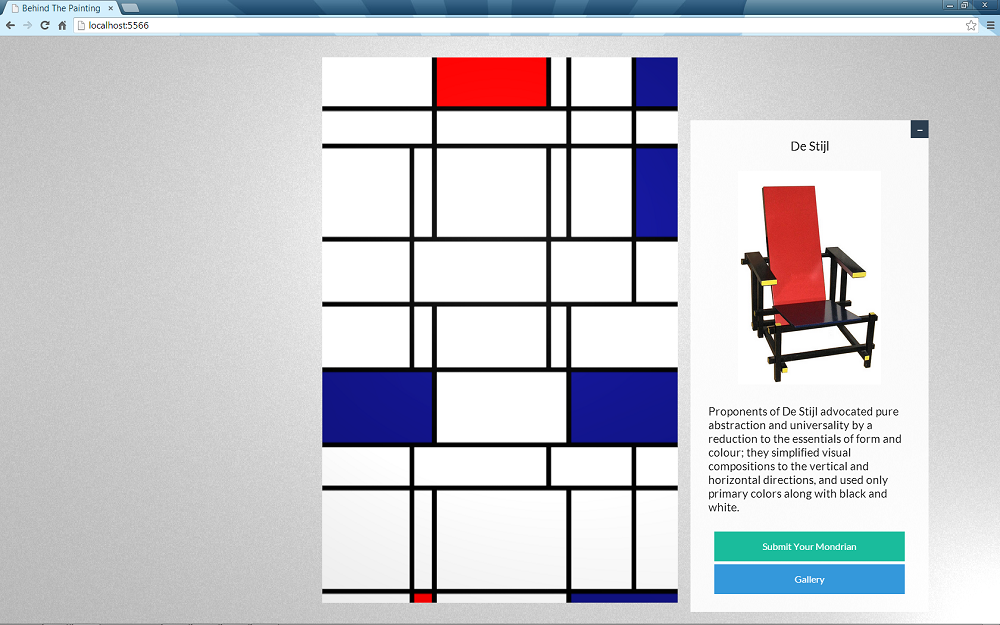 Behind The Painting
localhost:5566
De Stijl
Proponents of De Stijl advocated pure
abstraction and universality by a
reduction to the essentials of form and
colour; they simplified visual
compositions to the vertical and
horizontal directions, and used only
primary colors along with black and
white.
Submit Your Mondrian
Gallery